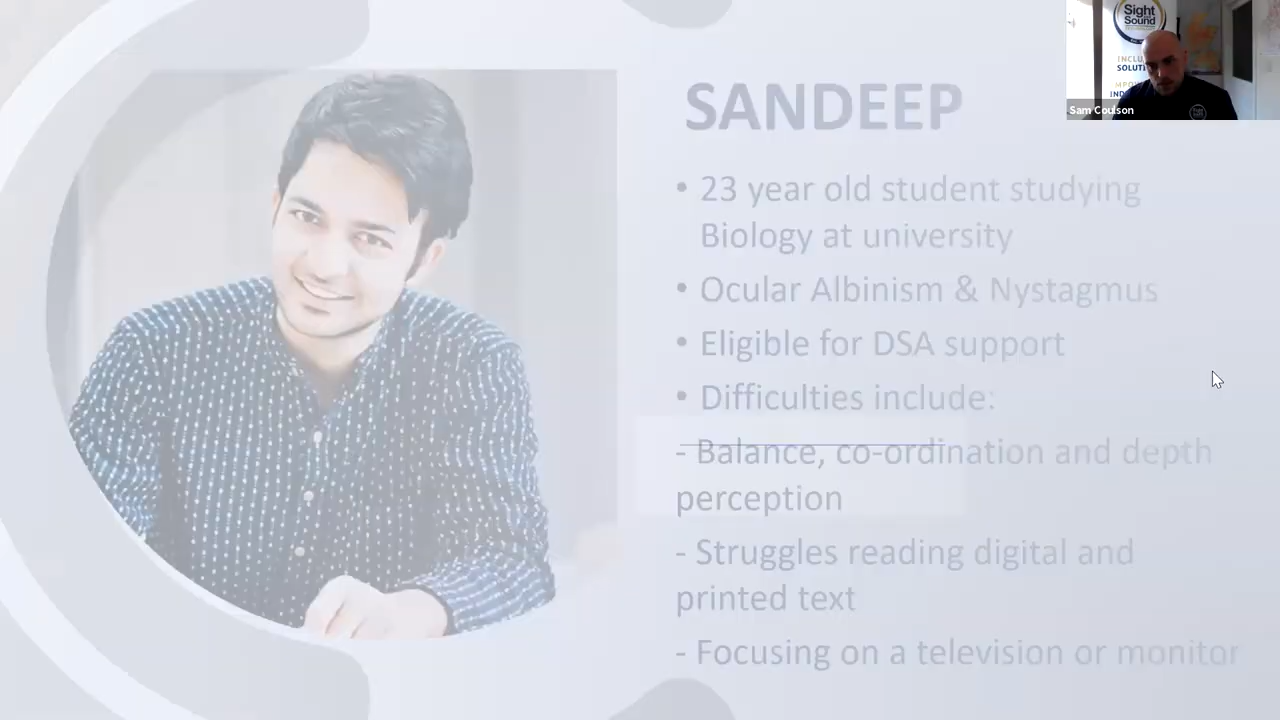 SANDEEP
• 23 year old student studying
Biology at university
• Ocular Albinism & Nystagmus
• Eligible for DSA support
• Difficulties include:
- Balance, co-ordination and depth
perception
- Struggles reading digital and
printed text
- Focusing on a television or monitor
Sight
Sound
Sam Coulson